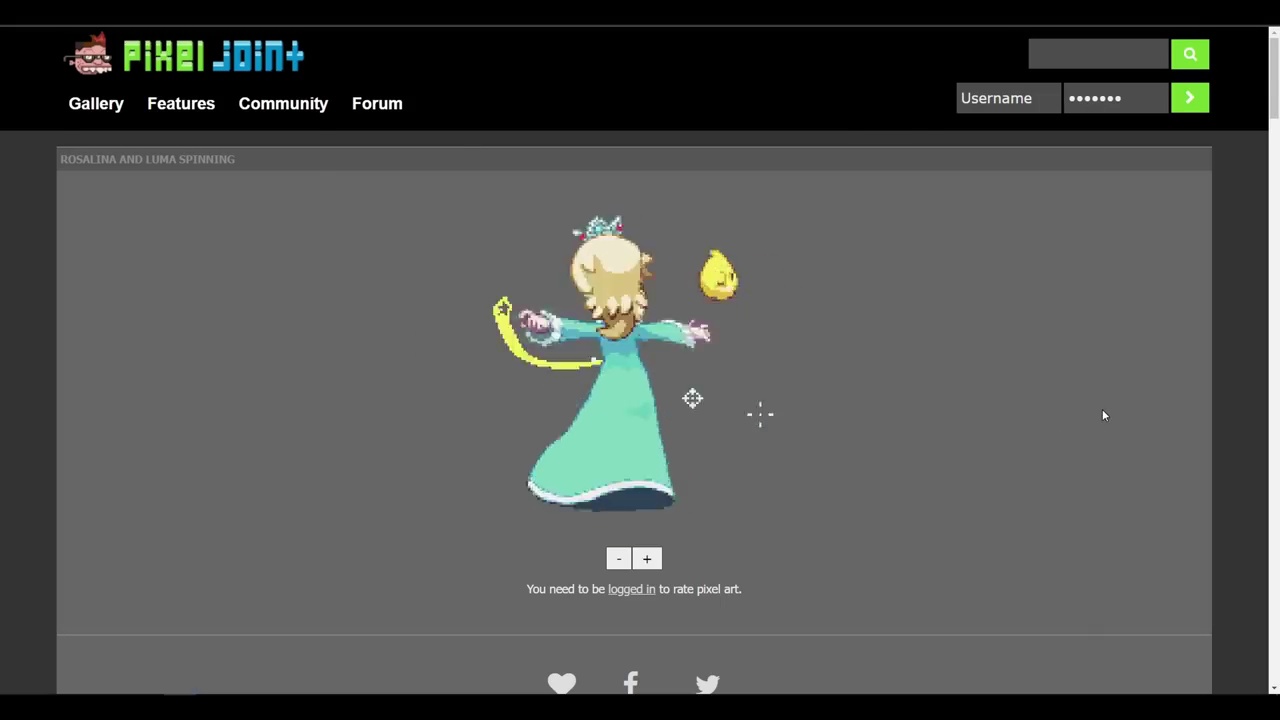 PIXEL JOINT
Username
Gallery Features Community Forum
ROSALINA AND LUMA SPINNING
- +
You need to be logged in to rate pixel art.